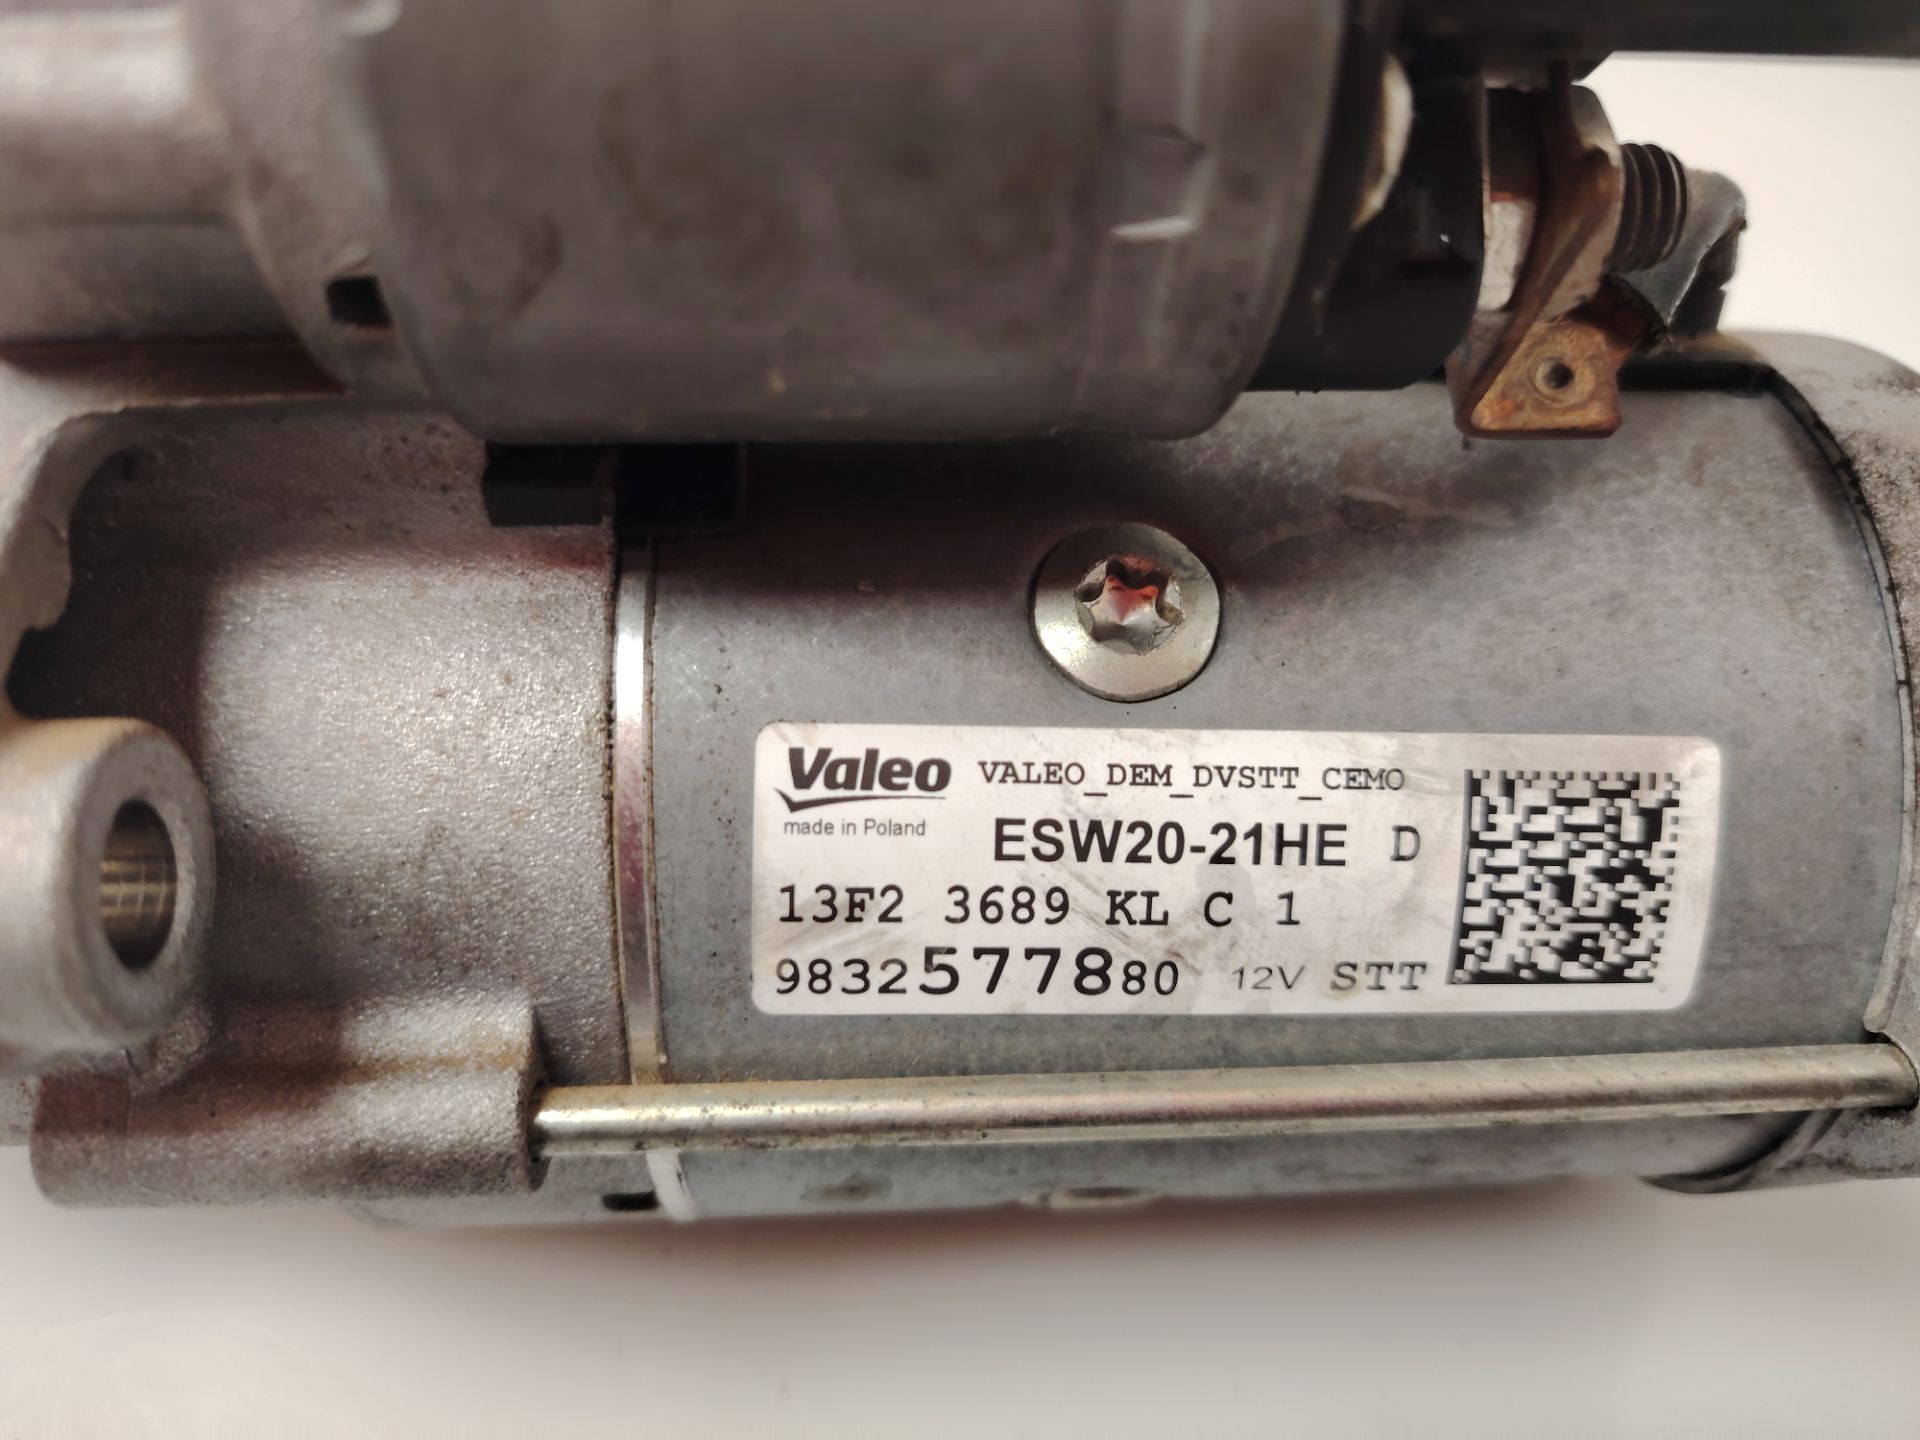 Valeo VALEO_DEM_DVSTT_CEMO
made in Poland ESW20-21HE D
13F2 3689 KL C 1
9832577880 12V STT